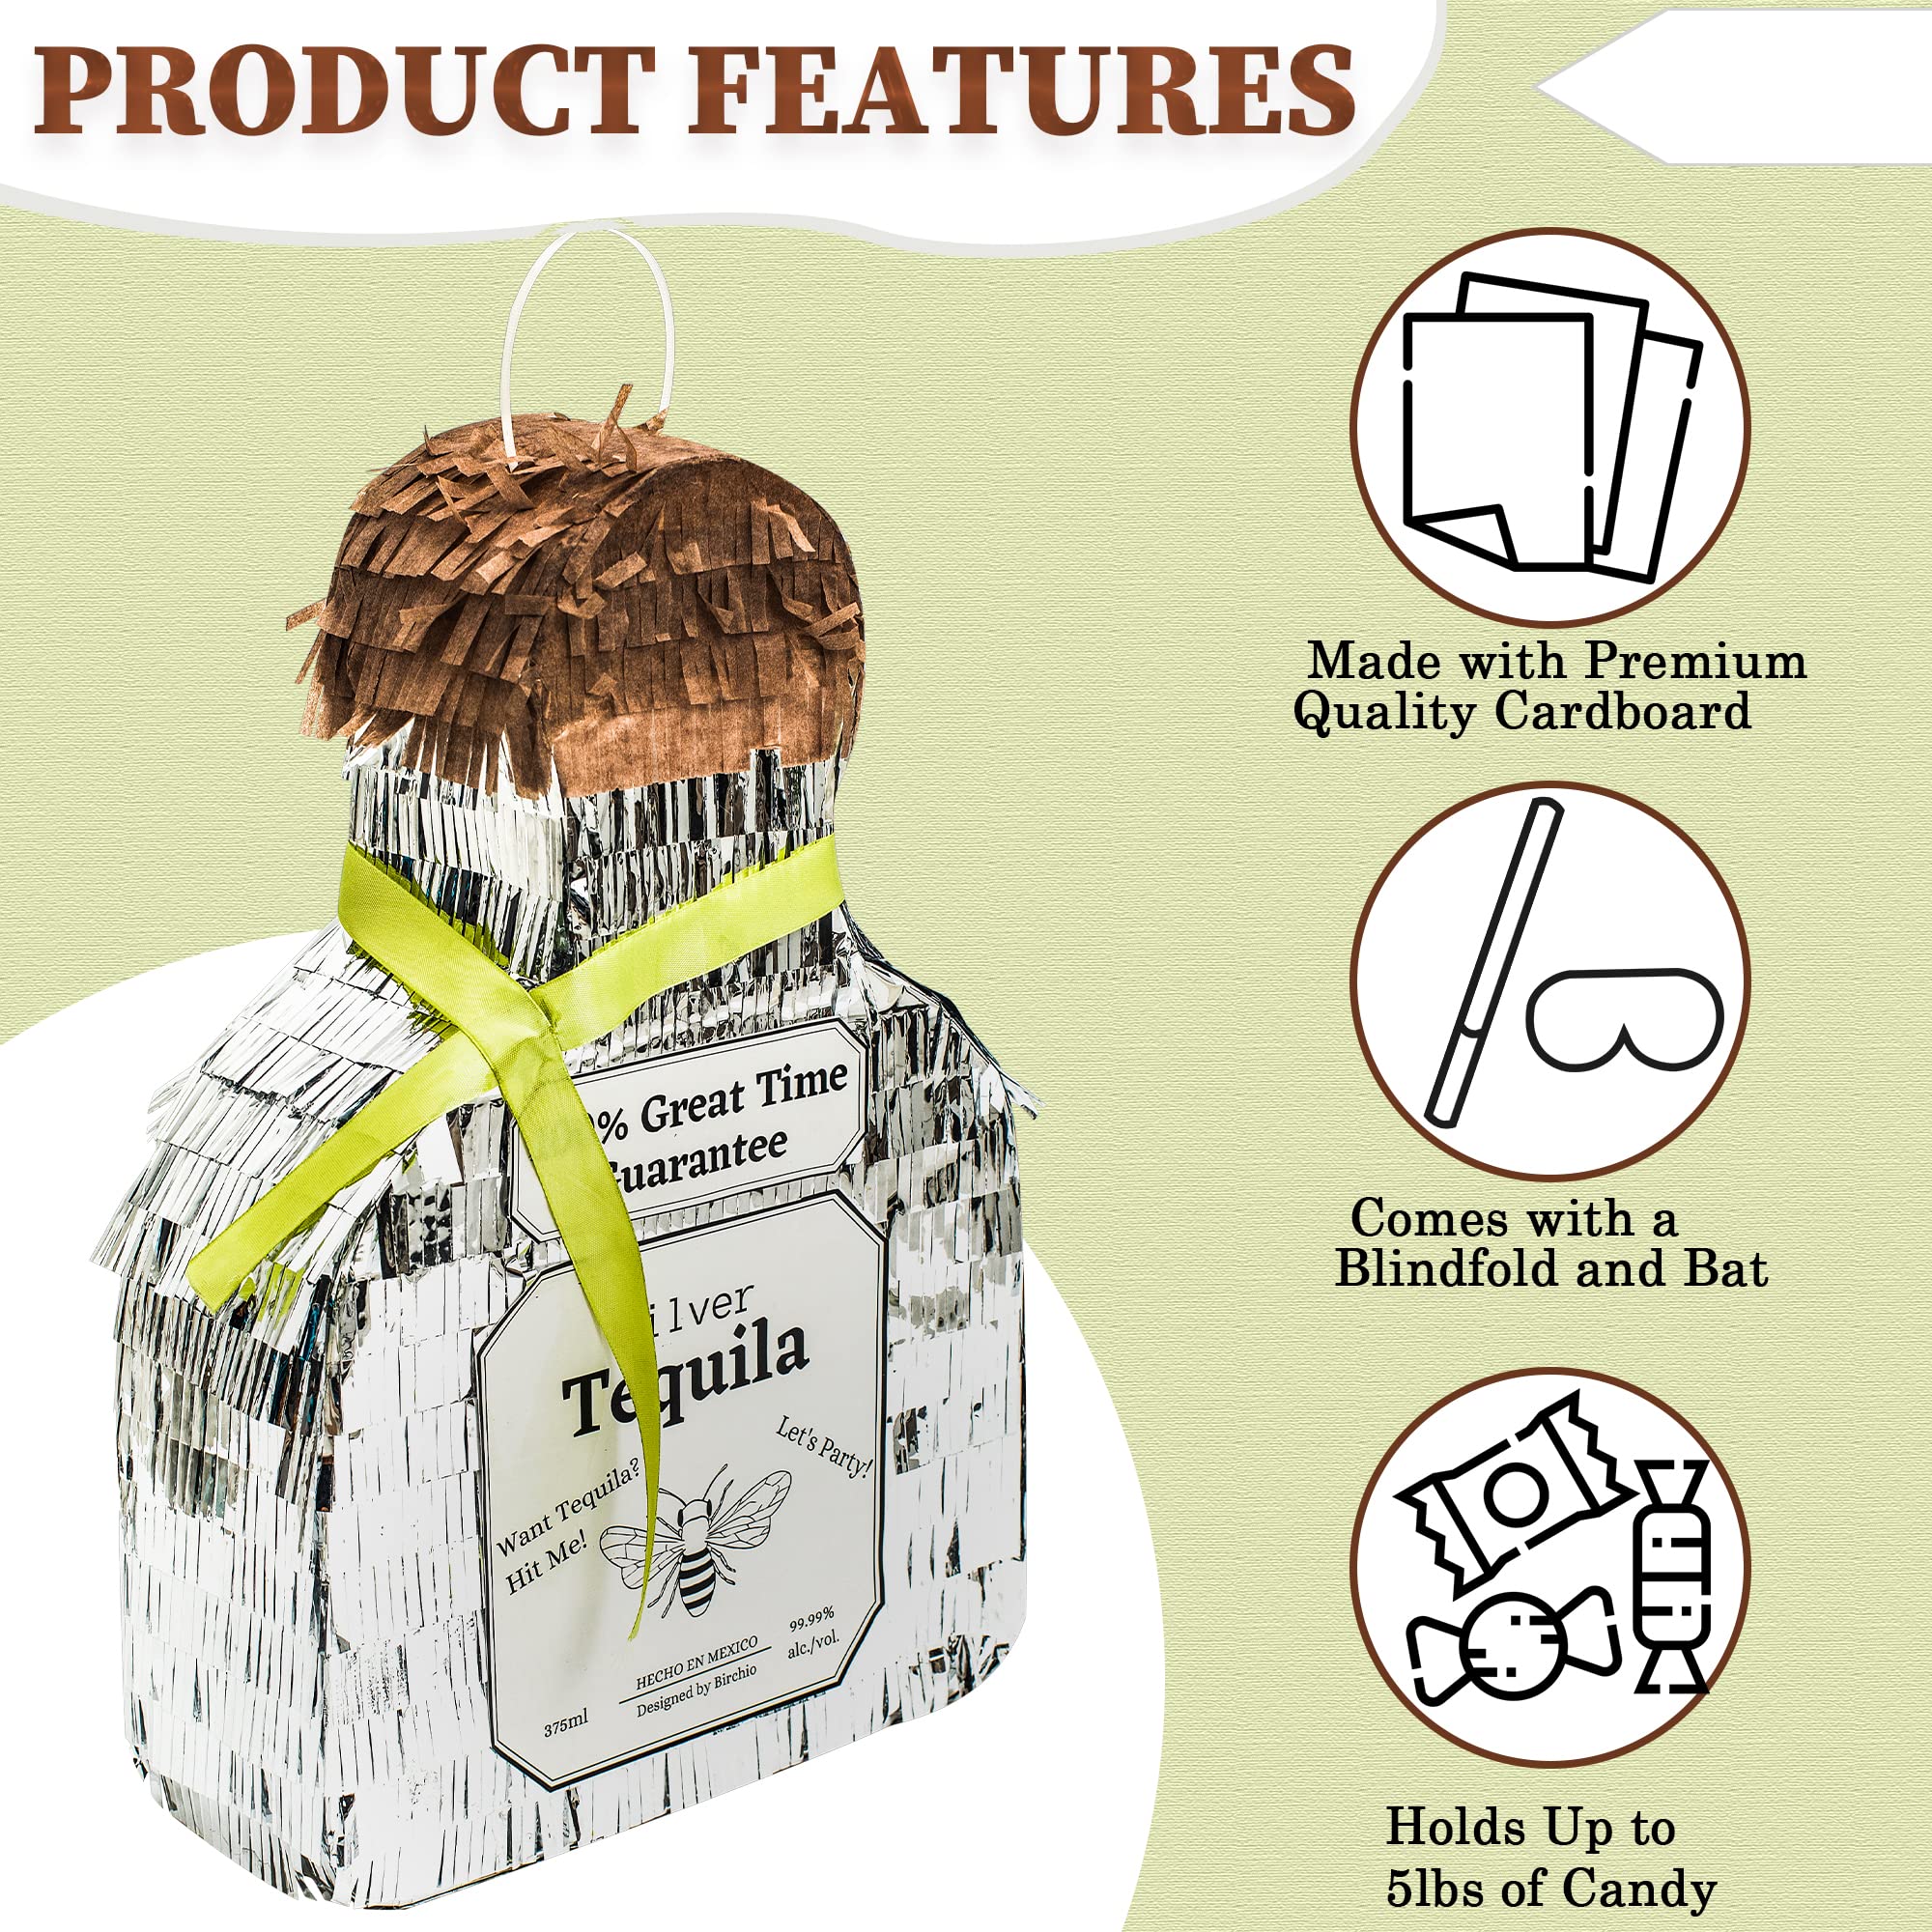 PRODUCT FEATURES
Made with Premium
Quality Cardboard
Comes with a
Blindfold and Bat
Holds Up to
5lbs of Candy
% Great Time
uarantee
ilver
Tequila
Let's Party!
Want Tequila?
Hit Me!
HECHO EN MEXICO
Designed by Birchio
99.99%
alc./vol.
375ml